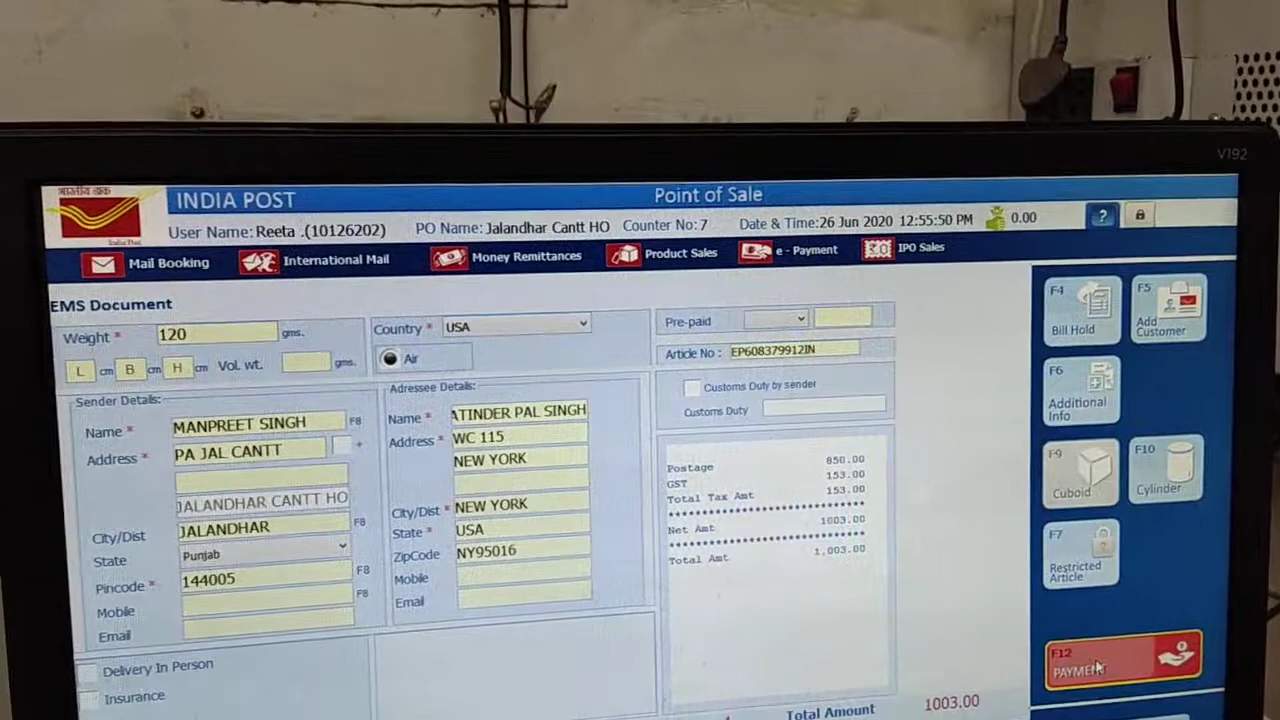 V192
भारतीय डाक
India Post
INDIA POST
Point of Sale
User Name: Reeta .(10126202)
PO Name: Jalandhar Cantt HO
Counter No: 7
Date & Time: 26 Jun 2020 12:55:50 PM
0.00
?
Mail Booking
International Mail
Money Remittances
Product Sales
e - Payment
IPO Sales
EMS Document
Weight * 120 gms.
Country * USA
Pre-paid
L cm B cm H cm Vol. wt. gms.
Air
Article No : EP608379912IN
Sender Details:
Name * MANPREET SINGH F8
Address * PA JAL CANTT +
JALANDHAR CANTT HO
City/Dist JALANDHAR F8
State Punjab
Pincode * 144005 F8
Mobile F8
Email
Adressee Details:
Name * ATINDER PAL SINGH
Address * WC 115
NEW YORK
City/Dist * NEW YORK
State * USA
ZipCode NY95016
Mobile
Email
Customs Duty by sender
Customs Duty
Postage 850.00
GST 153.00
Total Tax Amt 153.00
Net Amt 1003.00
Total Amt 1,003.00
Delivery In Person
Insurance
Total Amount 1003.00
F4 Bill Hold
F5 Add Customer
F6 Additional Info
F9 Cuboid
F10 Cylinder
F7 Restricted Article
F12 PAYMENT